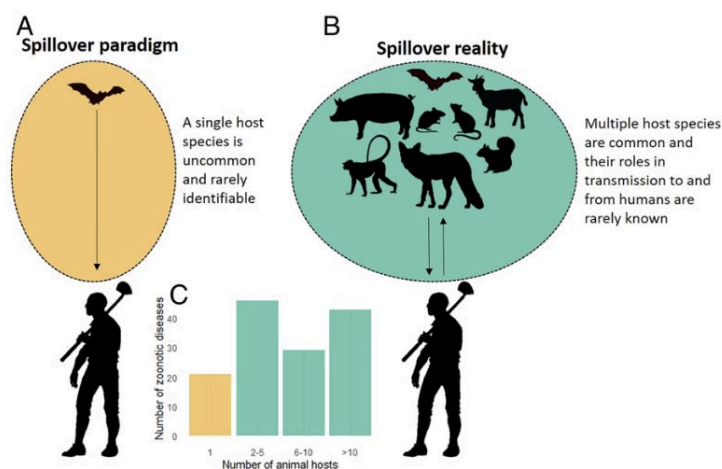 A
Spillover paradigm
A single host
species is
uncommon
and rarely
identifiable
B
Spillover reality
Multiple host species
are common and
their roles in
transmission to and
from humans are
rarely known
C
Number of zoonotic diseases
40
30
20
10
0
1
2-5
6-10
>10
Number of animal hosts